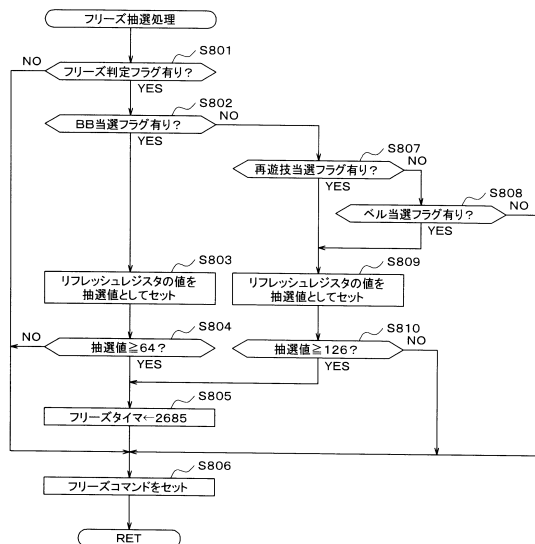 フリーズ抽選処理
S801
フリーズ判定フラグ有り?
NO
YES
S802
BB当選フラグ有り?
NO
YES
S807
再遊技当選フラグ有り?
NO
YES
S808
ベル当選フラグ有り?
NO
YES
S803
リフレッシュレジスタの値を
抽選値としてセット
S809
リフレッシュレジスタの値を
抽選値としてセット
S804
抽選値≧64?
NO
YES
S810
抽選値≧126?
NO
YES
S805
フリーズタイマ←2685
S806
フリーズコマンドをセット
RET